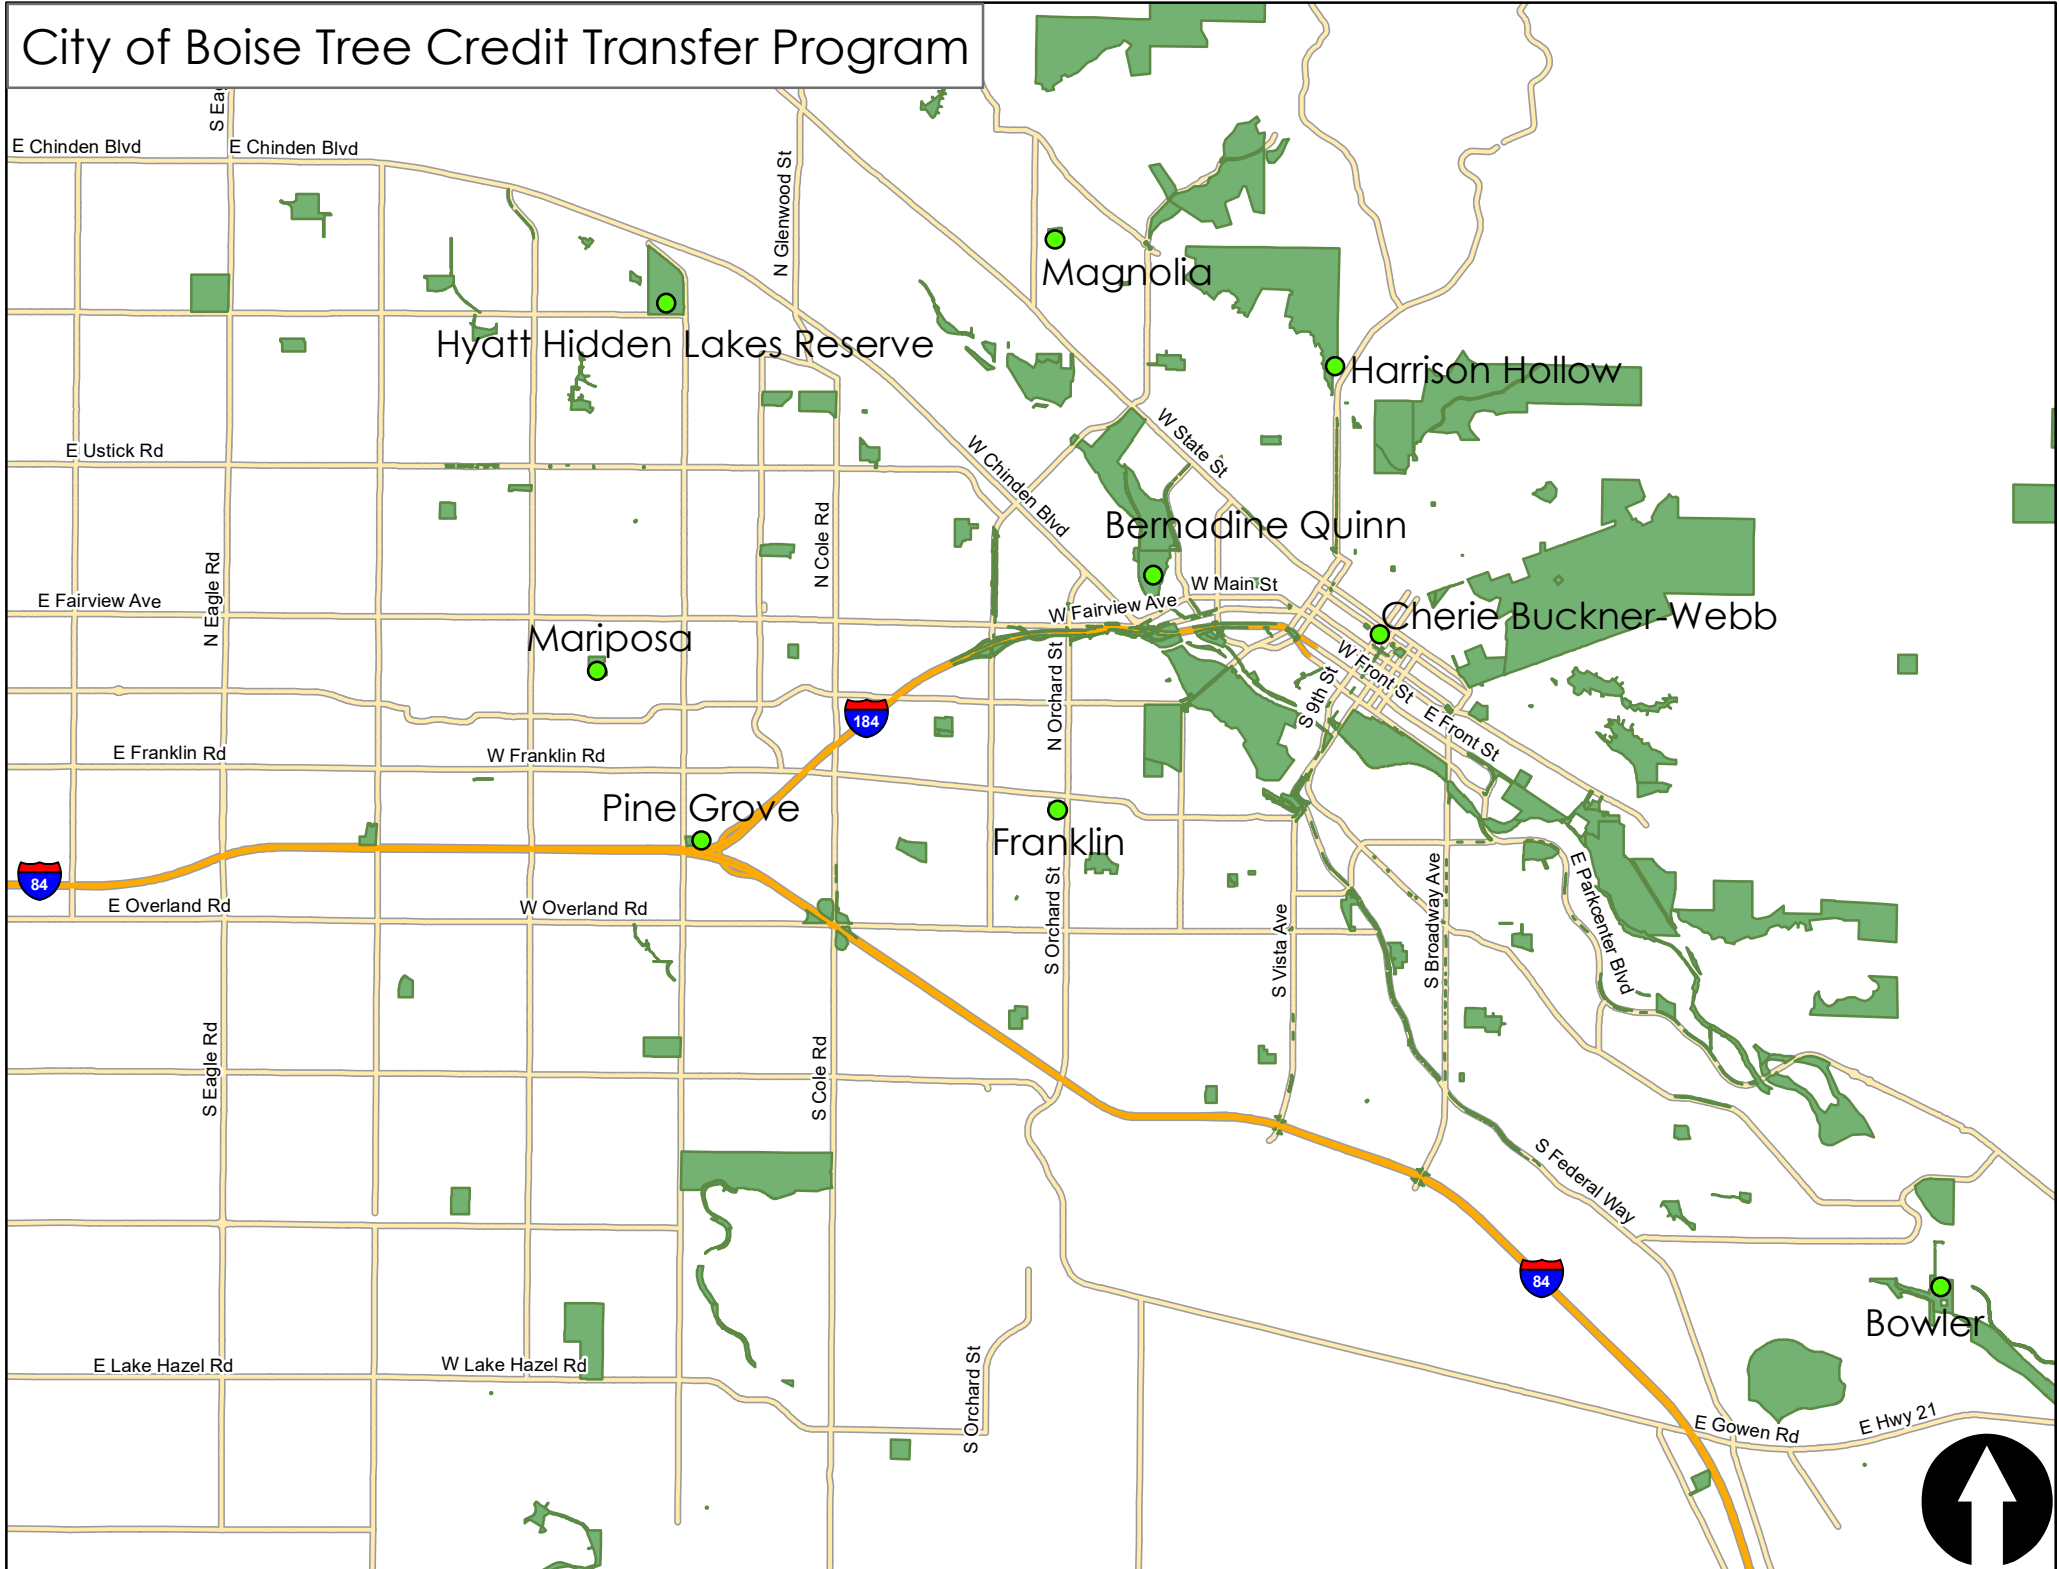 City of Boise Tree Credit Transfer Program
S Eag
E Chinden Blvd
E Chinden Blvd
N Glenwood St
Magnolia
Hyatt Hidden Lakes Reserve
Harrison Hollow
W State St
E Ustick Rd
W Chinden Blvd
N Cole Rd
Bernadine Quinn
N Eagle Rd
W Main St
E Fairview Ave
W Fairview Ave
Cherie Buckner-Webb
Mariposa
N Orchard St
W Front St
S 9th St
184
E Front St
E Franklin Rd
W Franklin Rd
Pine Grove
Franklin
84
E Parkcenter Blvd
S Broadway Ave
E Overland Rd
W Overland Rd
S Orchard St
S Vista Ave
S Eagle Rd
S Cole Rd
S Federal Way
84
Bowler
E Lake Hazel Rd
W Lake Hazel Rd
S Orchard St
E Gowen Rd
E Hwy 21